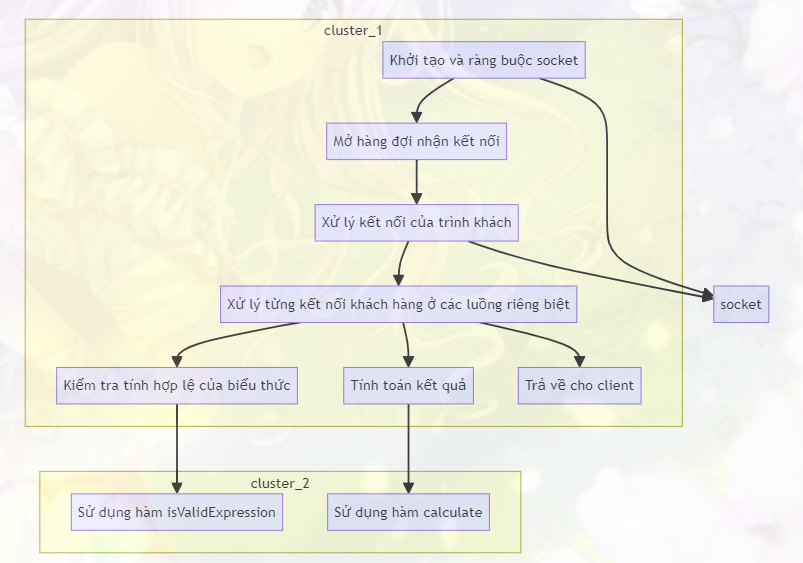 cluster_1
Khởi tạo và ràng buộc socket
Mở hàng đợi nhận kết nối
Xử lý kết nối của trình khách
Xử lý từng kết nối khách hàng ở các luồng riêng biệt
socket
Kiểm tra tính hợp lệ của biểu thức
Tính toán kết quả
Trả về cho client
cluster_2
Sử dụng hàm isValidExpression
Sử dụng hàm calculate